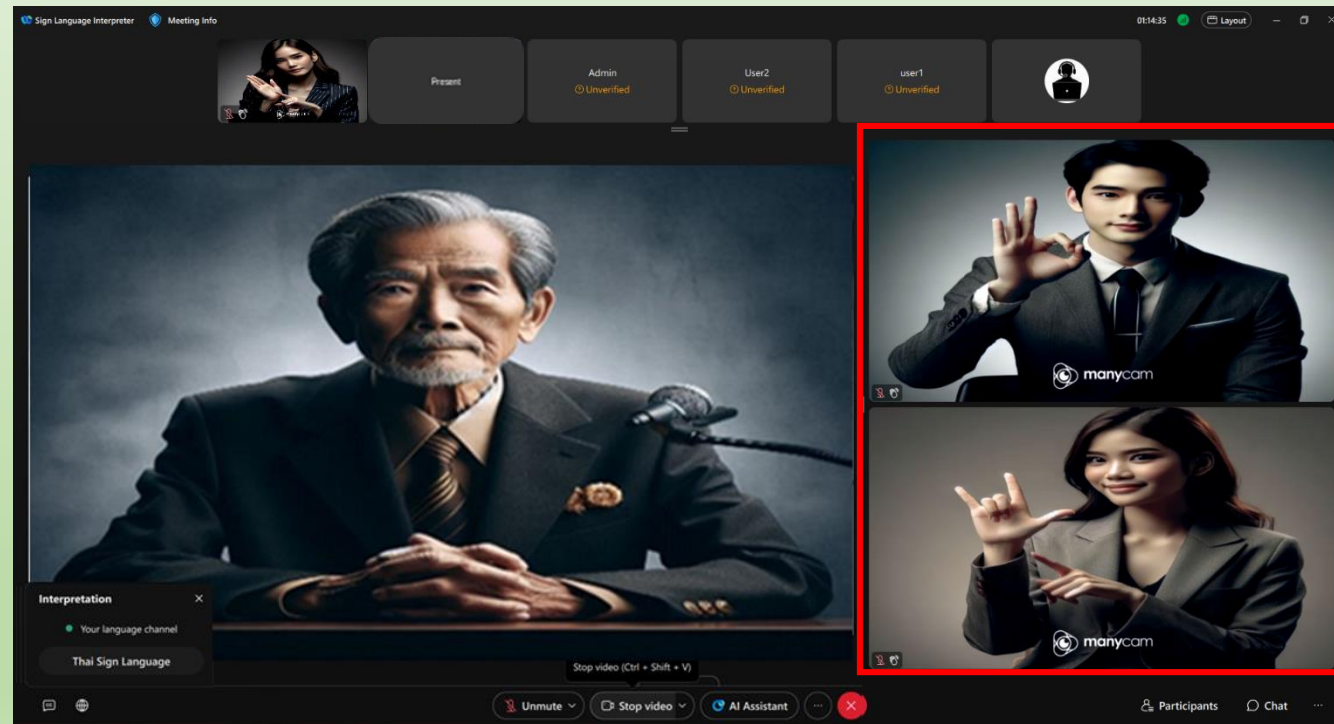 Sign Language Interpreter
Meeting Info
01:14:35
Layout
Present
Admin
Unverified
User2
Unverified
user1
Unverified
manycam
manycam
manycam
Interpretation
Your language channel
Thai Sign Language
Stop video (Ctrl + Shift + V)
Unmute
Stop video
AI Assistant
Participants
Chat